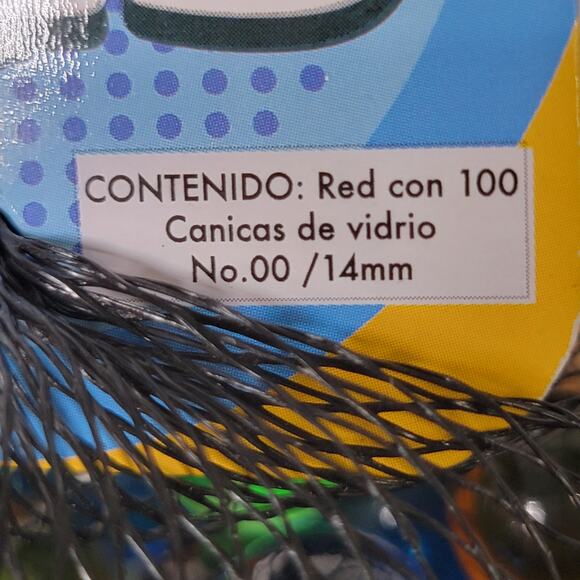 CONTENIDO: Red con 100
Canicas de vidrio
No.00 /14mm